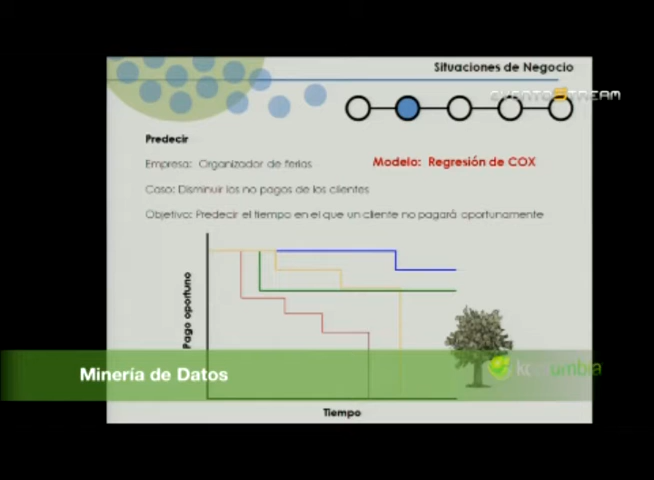 Situaciones de Negocio
EVENTOSTREAM
Predecir
Empresa: Organizador de ferias
Modelo: Regresión de COX
Caso: Disminuir los no pagos de los clientes
Objetivo: Predecir el tiempo en el que un cliente no pagará oportunamente
Pago oportuno
Minería de Datos
Tiempo